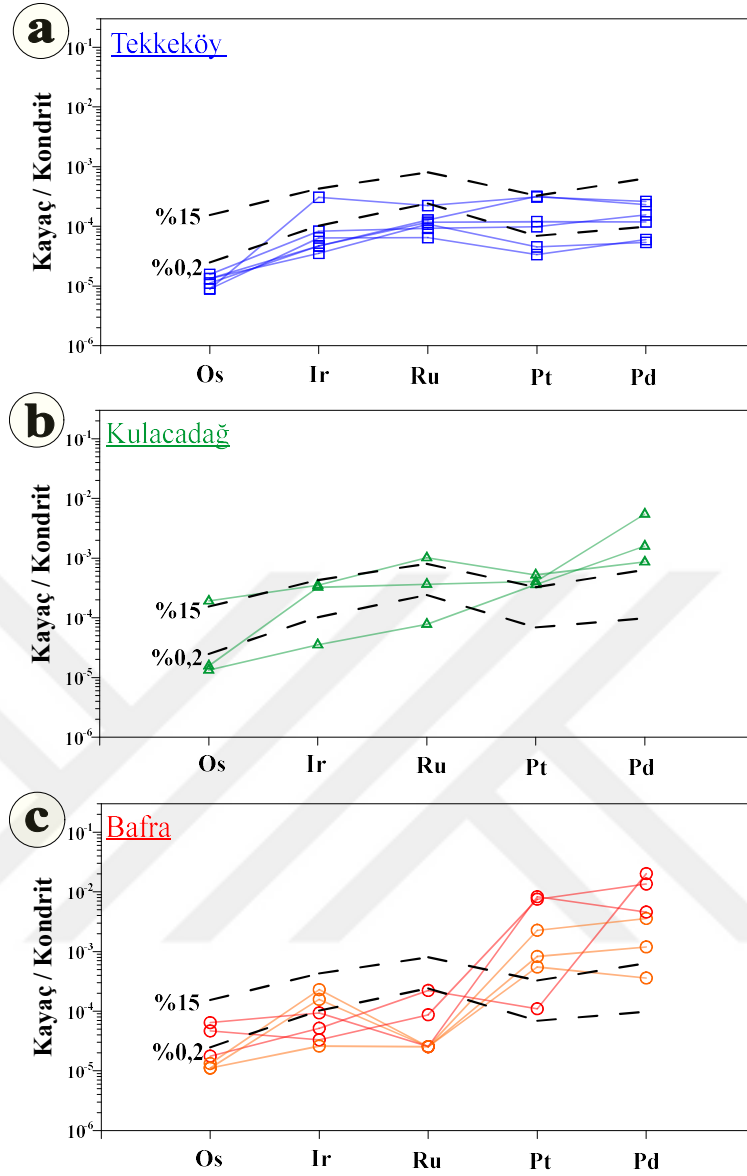 a
Tekkeköy
Kayaç / Kondrit
10-1
10-2
10-3
10-4
10-5
10-6
%15
%0,2
Os Ir Ru Pt Pd
b
Kulacadağ
Kayaç / Kondrit
10-1
10-2
10-3
10-4
10-5
10-6
%15
%0,2
Os Ir Ru Pt Pd
c
Bafra
Kayaç / Kondrit
10-1
10-2
10-3
10-4
10-5
10-6
%15
%0,2
Os Ir Ru Pt Pd